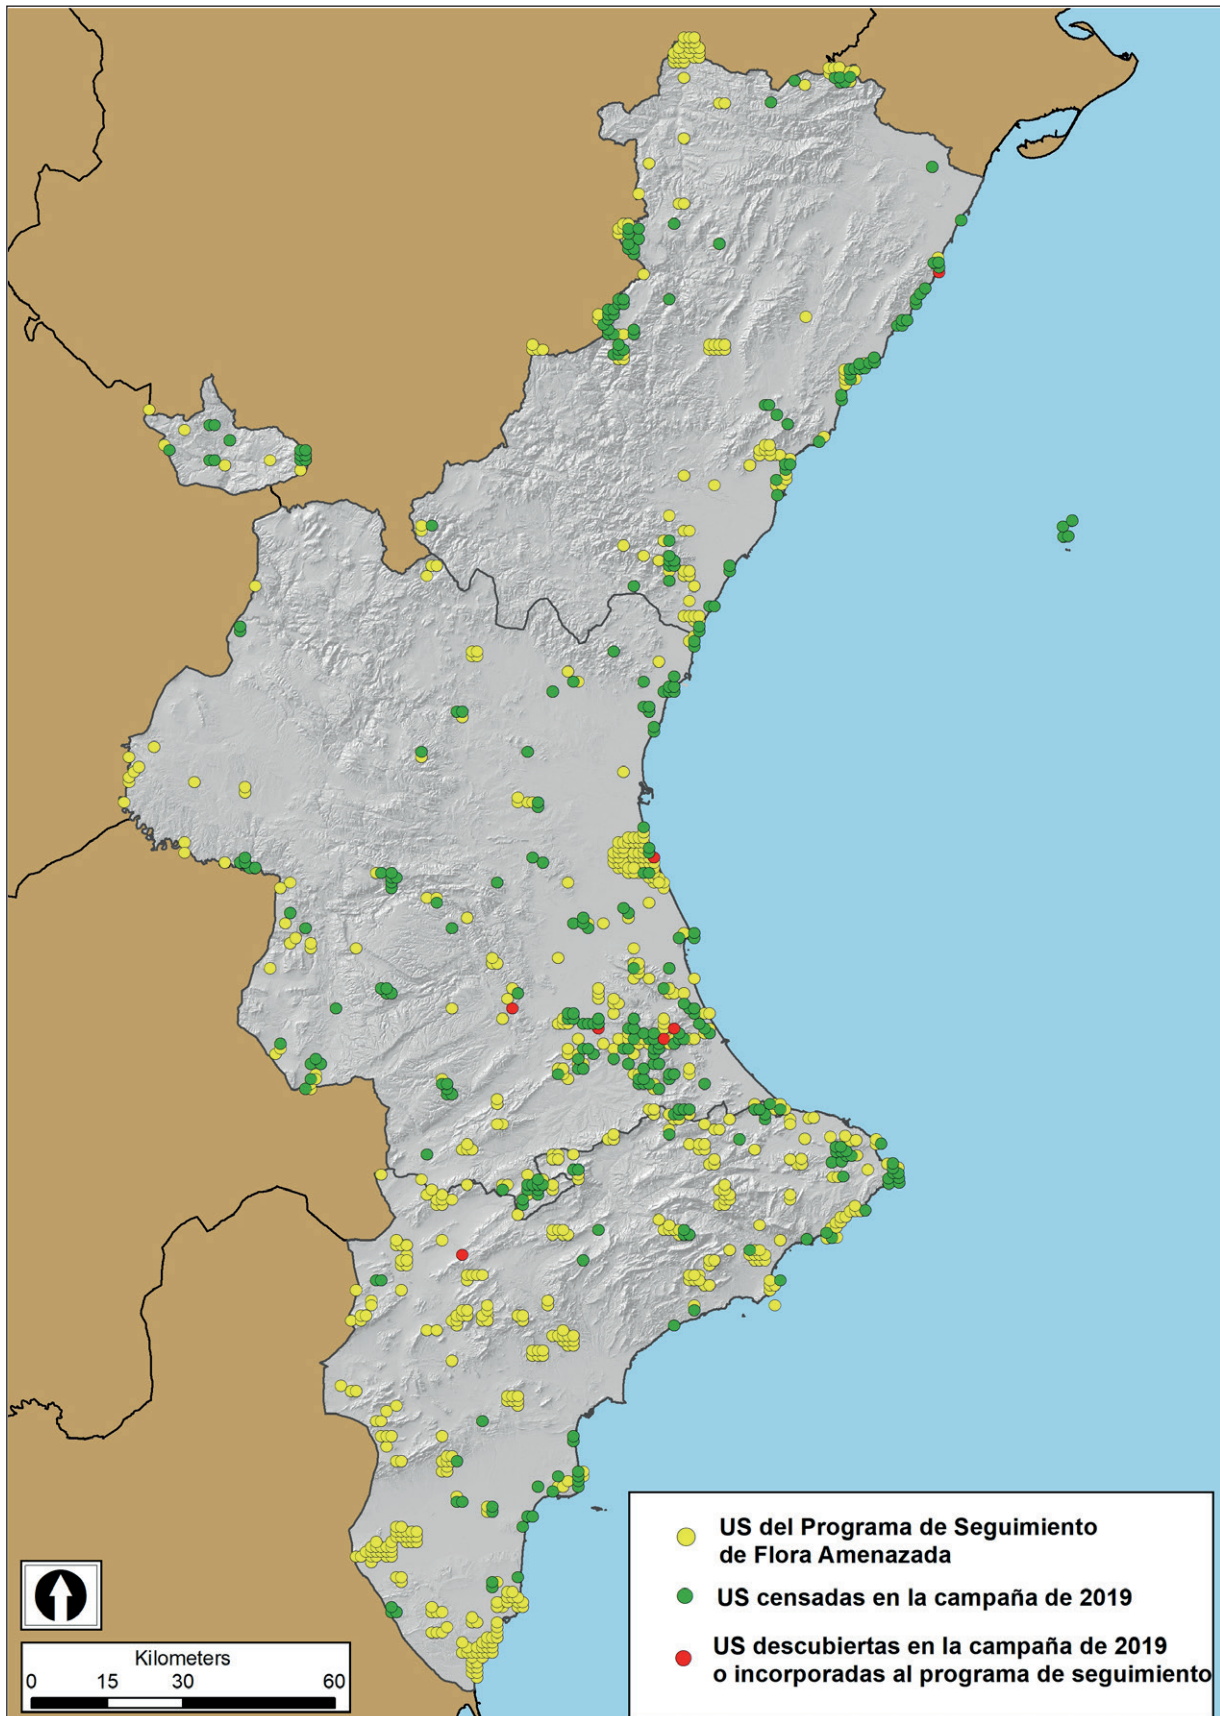 US del Programa de Seguimiento
de Flora Amenazada
US censadas en la campaña de 2019
US descubiertas en la campaña de 2019
o incorporadas al programa de seguimiento
Kilometers
0 15 30 60